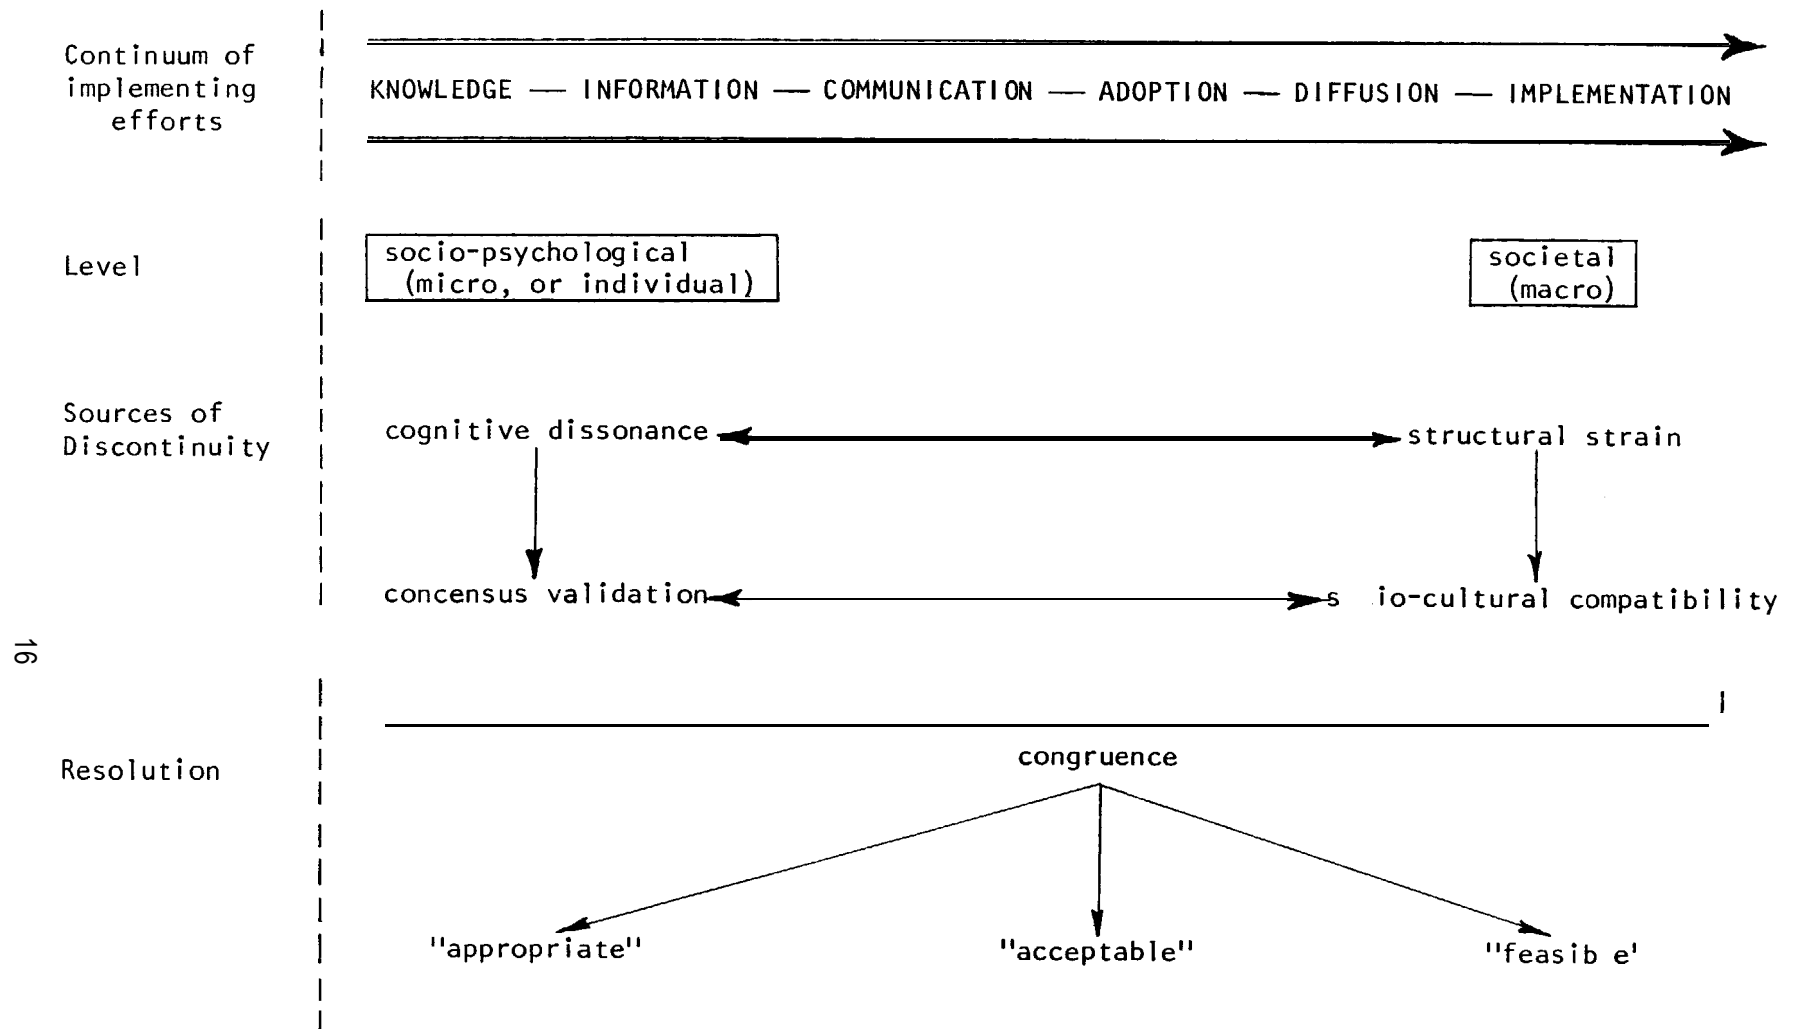 Continuum of
implementing
efforts
KNOWLEDGE — INFORMATION — COMMUNICATION — ADOPTION — DIFFUSION — IMPLEMENTATION
Level
socio-psychological
(micro, or individual)
societal
(macro)
Sources of
Discontinuity
cognitive dissonance
structural strain
concensus validation
s io-cultural compatibility
16
Resolution
congruence
"appropriate"
"acceptable"
"feasib e'